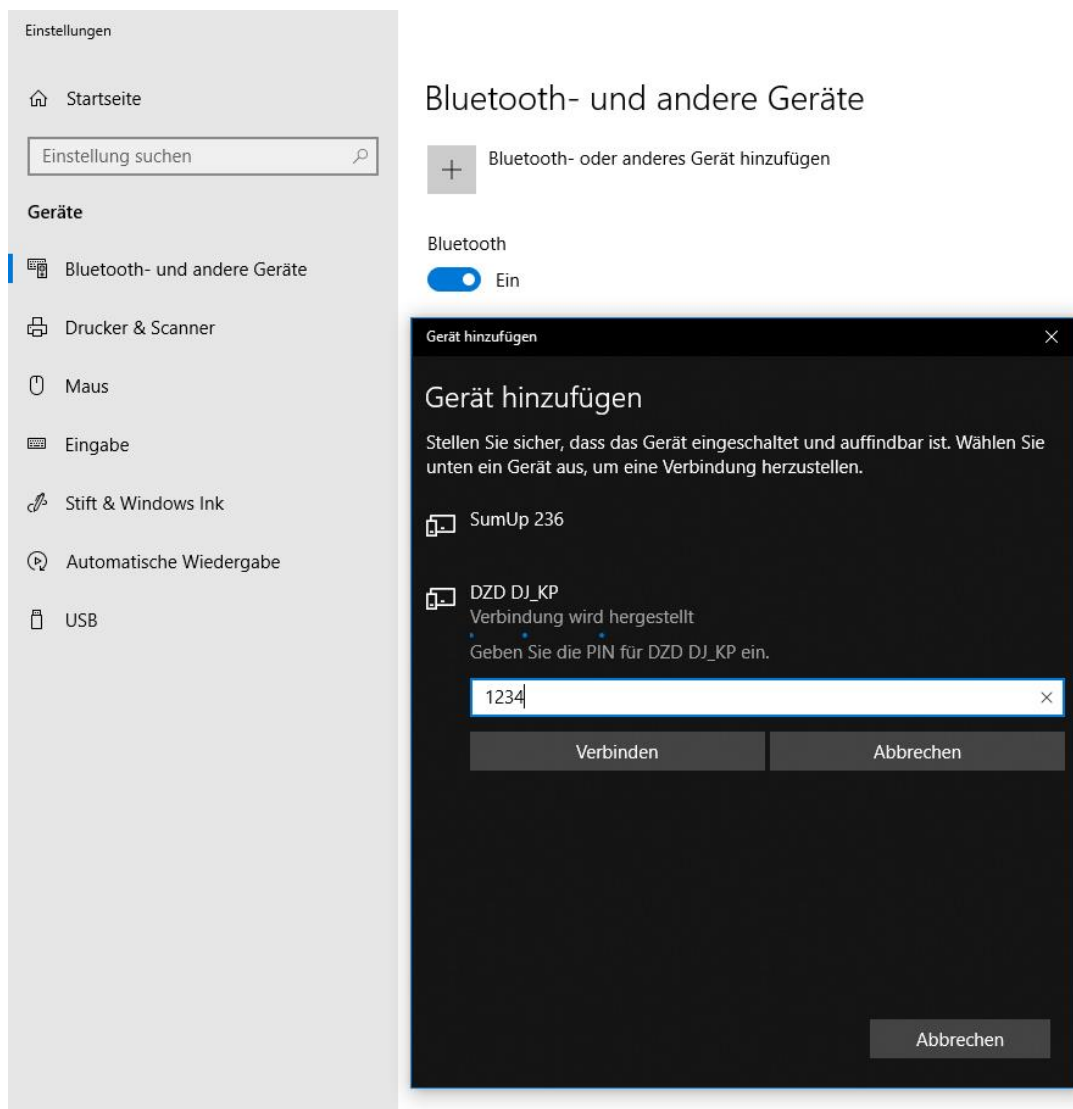 Einstellungen
Startseite
Einstellung suchen
Geräte
Bluetooth- und andere Geräte
Drucker & Scanner
Maus
Eingabe
Stift & Windows Ink
Automatische Wiedergabe
USB
Bluetooth- und andere Geräte
Bluetooth- oder anderes Gerät hinzufügen
Bluetooth
Ein
Gerät hinzufügen
Gerät hinzufügen
Stellen Sie sicher, dass das Gerät eingeschaltet und auffindbar ist. Wählen Sie
unten ein Gerät aus, um eine Verbindung herzustellen.
SumUp 236
DZD DJ_KP
Verbindung wird hergestellt
Geben Sie die PIN für DZD DJ_KP ein.
1234
Verbinden
Abbrechen
Abbrechen